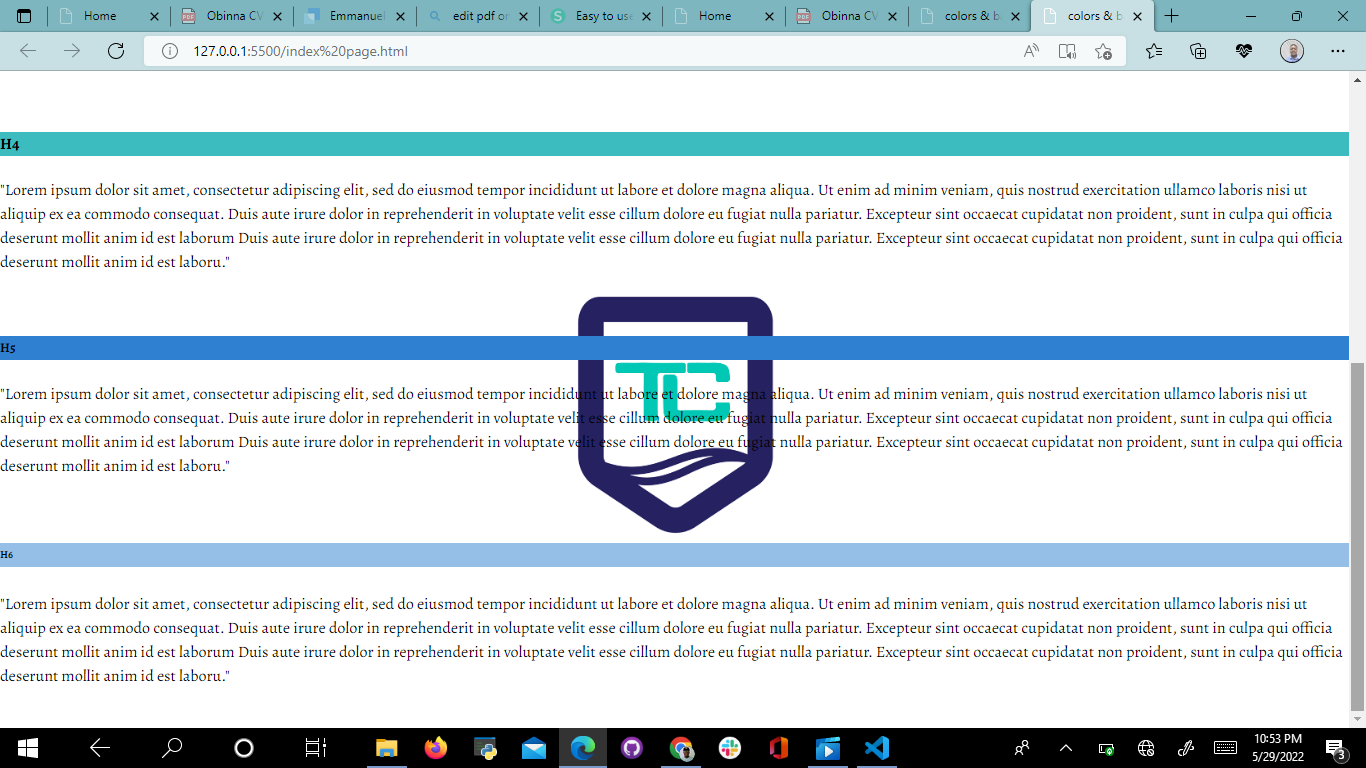 Home
Obinna CV
Emmanuel
edit pdf on
Easy to use
Home
Obinna CV
colors & b
colors & b
127.0.0.1:5500/index%20page.html
H4
"Lorem ipsum dolor sit amet, consectetur adipiscing elit, sed do eiusmod tempor incididunt ut labore et dolore magna aliqua. Ut enim ad minim veniam, quis nostrud exercitation ullamco laboris nisi ut
aliquip ex ea commodo consequat. Duis aute irure dolor in reprehenderit in voluptate velit esse cillum dolore eu fugiat nulla pariatur. Excepteur sint occaecat cupidatat non proident, sunt in culpa qui officia
deserunt mollit anim id est laborum Duis aute irure dolor in reprehenderit in voluptate velit esse cillum dolore eu fugiat nulla pariatur. Excepteur sint occaecat cupidatat non proident, sunt in culpa qui officia
deserunt mollit anim id est laboru."
H5
TLC
"Lorem ipsum dolor sit amet, consectetur adipiscing elit, sed do eiusmod tempor incididunt ut labore et dolore magna aliqua. Ut enim ad minim veniam, quis nostrud exercitation ullamco laboris nisi ut
aliquip ex ea commodo consequat. Duis aute irure dolor in reprehenderit in voluptate velit esse cillum dolore eu fugiat nulla pariatur. Excepteur sint occaecat cupidatat non proident, sunt in culpa qui officia
deserunt mollit anim id est laborum Duis aute irure dolor in reprehenderit in voluptate velit esse cillum dolore eu fugiat nulla pariatur. Excepteur sint occaecat cupidatat non proident, sunt in culpa qui officia
deserunt mollit anim id est laboru."
H6
"Lorem ipsum dolor sit amet, consectetur adipiscing elit, sed do eiusmod tempor incididunt ut labore et dolore magna aliqua. Ut enim ad minim veniam, quis nostrud exercitation ullamco laboris nisi ut
aliquip ex ea commodo consequat. Duis aute irure dolor in reprehenderit in voluptate velit esse cillum dolore eu fugiat nulla pariatur. Excepteur sint occaecat cupidatat non proident, sunt in culpa qui officia
deserunt mollit anim id est laborum Duis aute irure dolor in reprehenderit in voluptate velit esse cillum dolore eu fugiat nulla pariatur. Excepteur sint occaecat cupidatat non proident, sunt in culpa qui officia
deserunt mollit anim id est laboru."
10:53 PM
5/29/2022
3